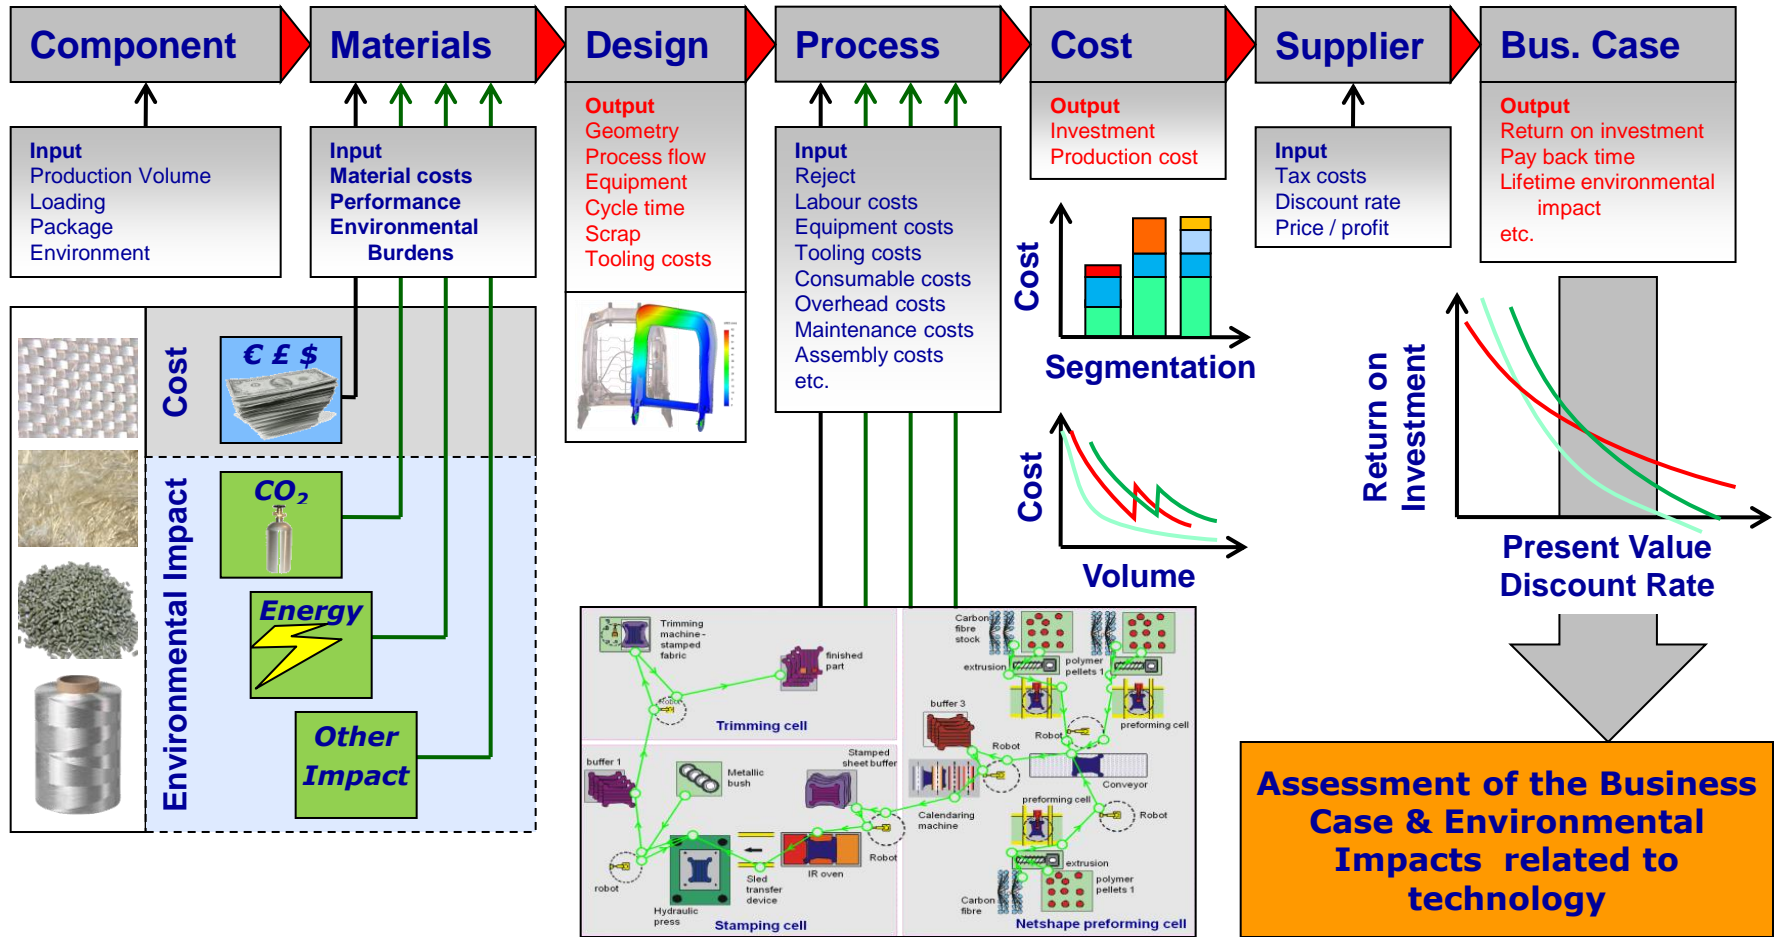 Component
Materials
Design
Process
Cost
Supplier
Bus. Case
Input
Production Volume
Loading
Package
Environment
Input
Material costs
Performance
Environmental
Burdens
Output
Geometry
Process flow
Equipment
Cycle time
Scrap
Tooling costs
Input
Reject
Labour costs
Equipment costs
Tooling costs
Consumable costs
Overhead costs
Maintenance costs
Assembly costs
etc.
Output
Investment
Production cost
Input
Tax costs
Discount rate
Price / profit
Output
Return on investment
Pay back time
Lifetime environmental
impact
etc.
Cost
€ £ $
Environmental Impact
CO₂
Energy
Other
Impact
Cost
Segmentation
Cost
Volume
Return on
Investment
Present Value
Discount Rate
Trimming
machine -
stamped
fabric
finished
part
Robot
Trimming cell
buffer 1
Metallic
bush
Stamped
sheet buffer
robot
Hydraulic
press
Sled
transfer
device
IR oven
Robot
Stamping cell
Carbon
fibre
stock
extrusion
polymer
pellets 1
preforming cell
buffer 3
Robot
Robot
Calendaring
machine
Conveyor
preforming cell
Robot
extrusion
Carbon
fibre
polymer
pellets 1
Netshape preforming cell
Assessment of the Business
Case & Environmental
Impacts related to
technology